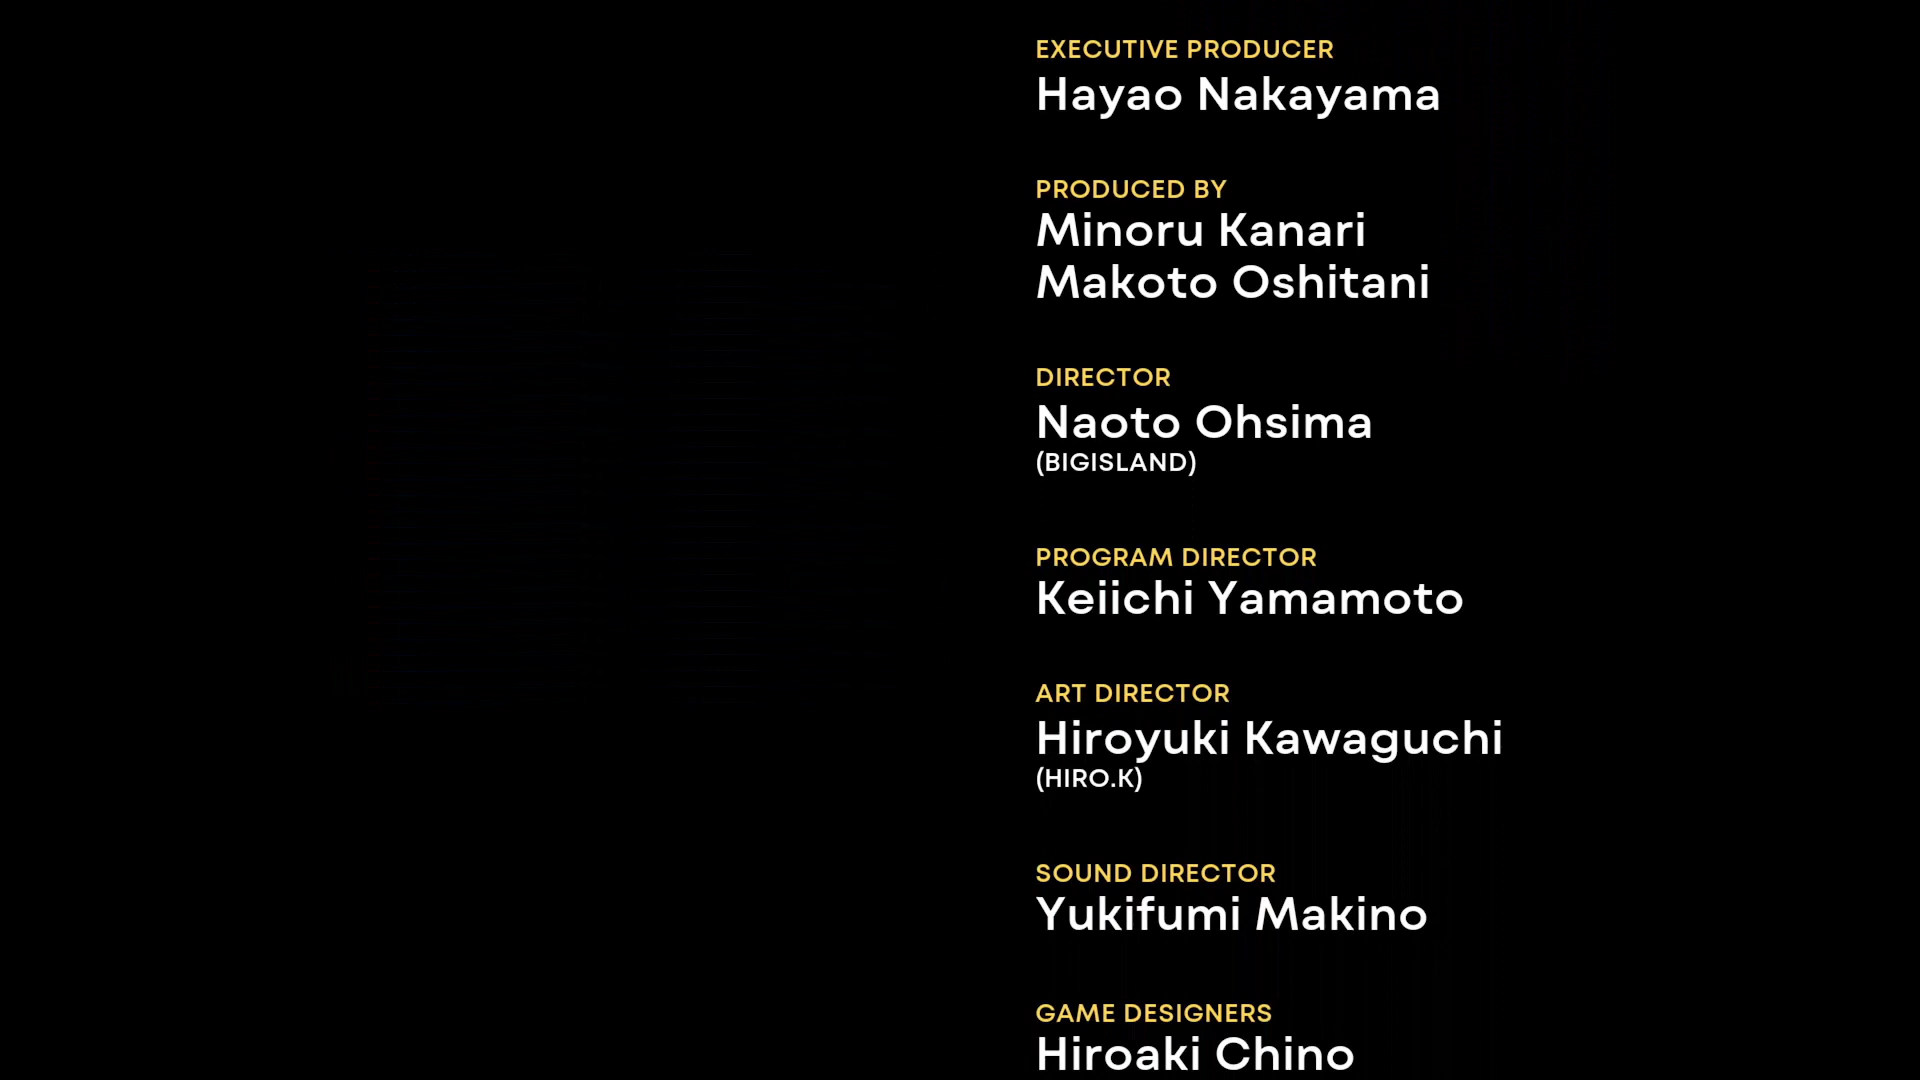 EXECUTIVE PRODUCER
Hayao Nakayama
PRODUCED BY
Minoru Kanari
Makoto Oshitani
DIRECTOR
Naoto Ohsima
(BIGISLAND)
PROGRAM DIRECTOR
Keiichi Yamamoto
ART DIRECTOR
Hiroyuki Kawaguchi
(HIRO.K)
SOUND DIRECTOR
Yukifumi Makino
GAME DESIGNERS
Hiroaki Chino